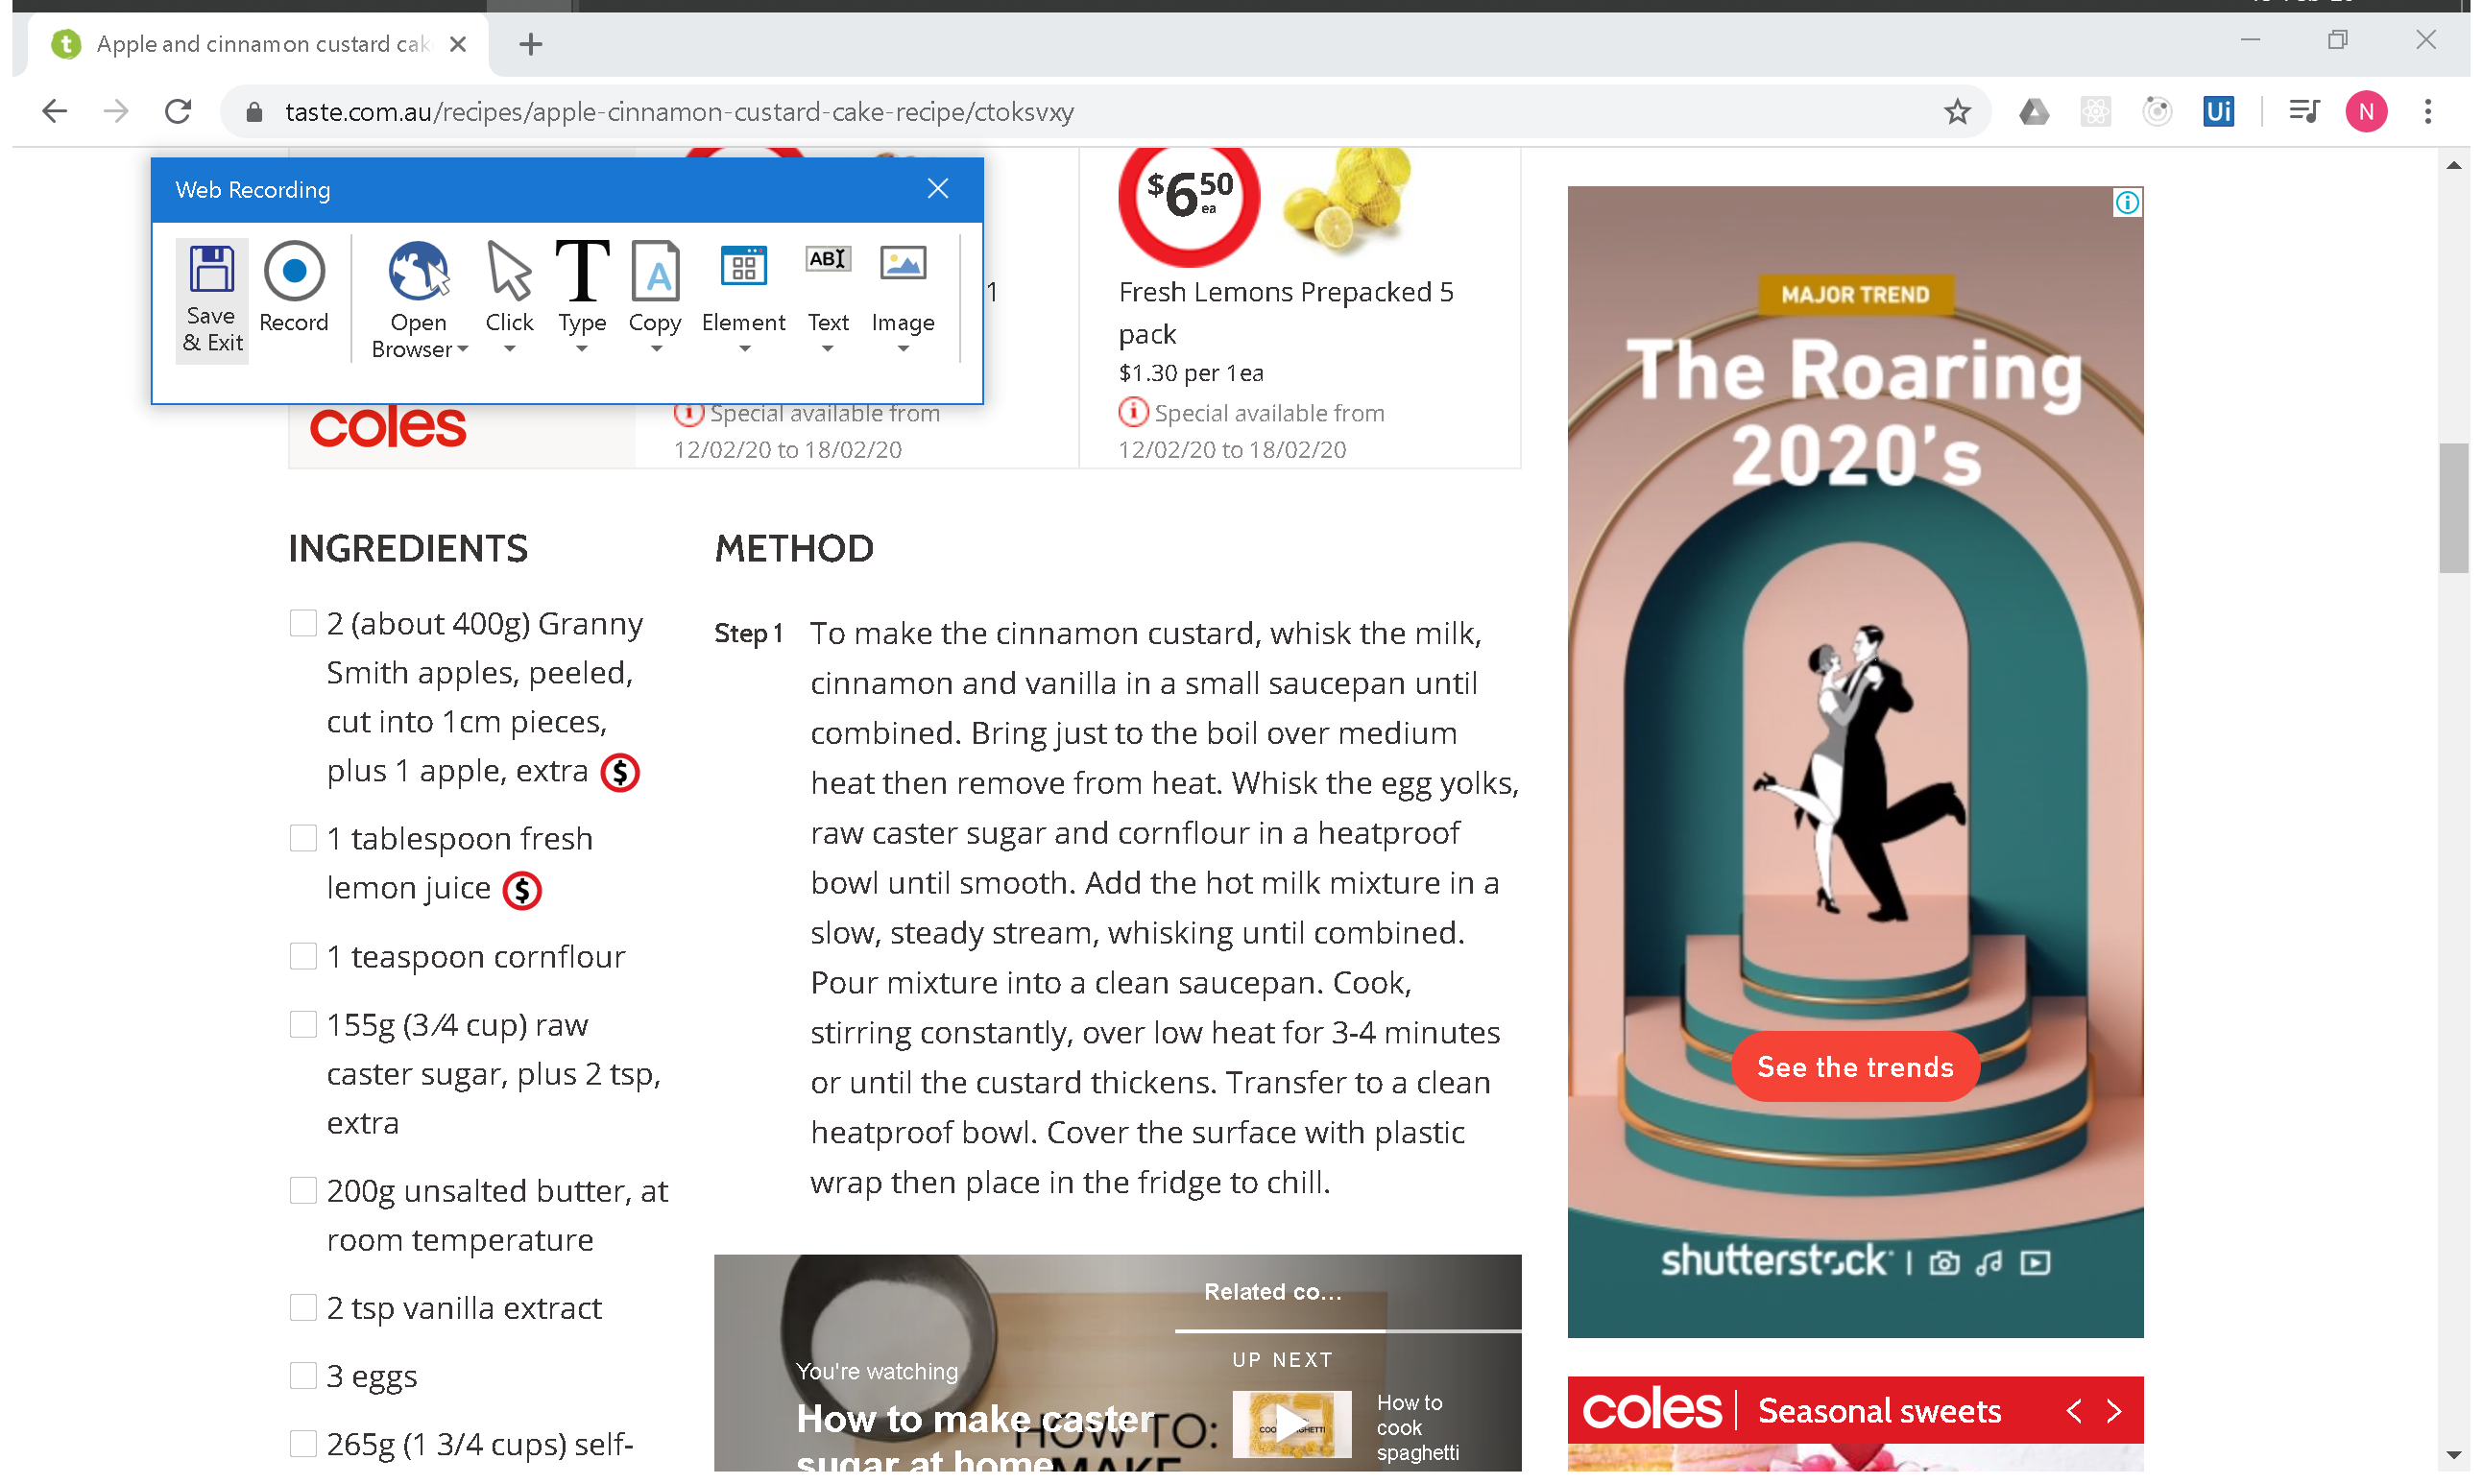 Apple and cinnamon custard cak
taste.com.au/recipes/apple-cinnamon-custard-cake-recipe/ctoksvxy
Ui
N
Web Recording
Save & Exit
Record
Open Browser
Click
Type
Copy
Element
Text
Image
1
coles
Special available from
12/02/20 to 18/02/20
$6 50 ea
Fresh Lemons Prepacked 5
pack
$1.30 per 1ea
Special available from
12/02/20 to 18/02/20
INGREDIENTS
2 (about 400g) Granny
Smith apples, peeled,
cut into 1cm pieces,
plus 1 apple, extra $
1 tablespoon fresh
lemon juice $
1 teaspoon cornflour
155g (3⁄4 cup) raw
caster sugar, plus 2 tsp,
extra
200g unsalted butter, at
room temperature
2 tsp vanilla extract
3 eggs
265g (1 3/4 cups) self-
METHOD
Step 1
To make the cinnamon custard, whisk the milk,
cinnamon and vanilla in a small saucepan until
combined. Bring just to the boil over medium
heat then remove from heat. Whisk the egg yolks,
raw caster sugar and cornflour in a heatproof
bowl until smooth. Add the hot milk mixture in a
slow, steady stream, whisking until combined.
Pour mixture into a clean saucepan. Cook,
stirring constantly, over low heat for 3-4 minutes
or until the custard thickens. Transfer to a clean
heatproof bowl. Cover the surface with plastic
wrap then place in the fridge to chill.
You're watching
How to make caster
sugar at home
HOW TO:
MAKE
Related co...
UP NEXT
How to
cook
spaghetti
MAJOR TREND
The Roaring
2020's
See the trends
shutterstock
coles
Seasonal sweets